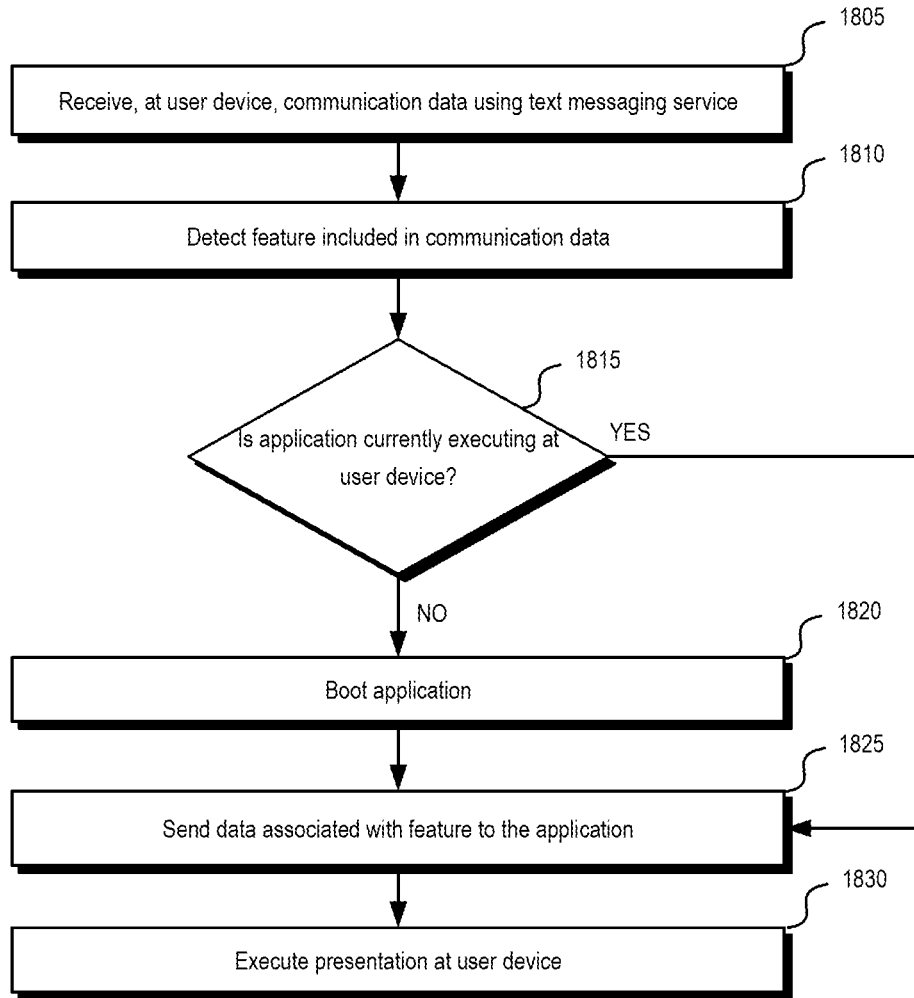 1805
Receive, at user device, communication data using text messaging service
1810
Detect feature included in communication data
1815
Is application currently executing at
user device?
YES
NO
1820
Boot application
1825
Send data associated with feature to the application
1830
Execute presentation at user device